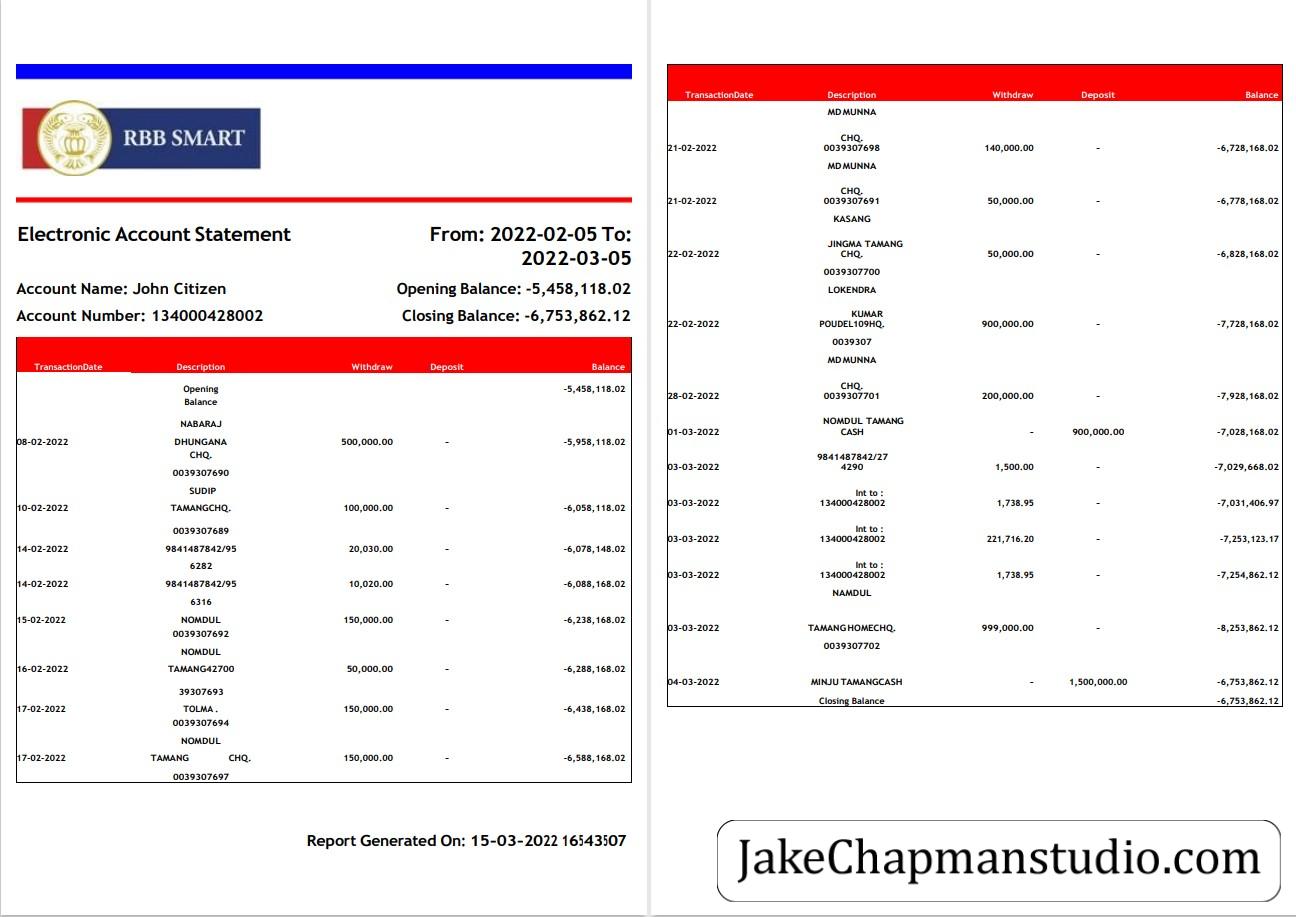 RBB SMART
Electronic Account Statement
From: 2022-02-05 To:
2022-03-05
Account Name: John Citizen
Opening Balance: -5,458,118.02
Account Number: 134000428002
Closing Balance: -6,753,862.12
TransactionDate Description Withdraw Deposit Balance
Opening -5,458,118.02
Balance
NABARAJ
08-02-2022 DHUNGANA 500,000.00 - -5,958,118.02
CHQ.
0039307690
SUDIP
10-02-2022 TAMANGCHQ. 100,000.00 - -6,058,118.02
0039307689
14-02-2022 9841487842/95 20,030.00 - -6,078,148.02
6282
14-02-2022 9841487842/95 10,020.00 - -6,088,168.02
6316
15-02-2022 NOMDUL 150,000.00 - -6,238,168.02
0039307692
NOMDUL
16-02-2022 TAMANG42700 50,000.00 - -6,288,168.02
39307693
17-02-2022 TOLMA . 150,000.00 - -6,438,168.02
0039307694
NOMDUL
17-02-2022 TAMANG CHQ. 150,000.00 - -6,588,168.02
0039307697
Report Generated On: 15-03-2022 16:43:07
TransactionDate Description Withdraw Deposit Balance
MD MUNNA
CHQ.
21-02-2022 0039307698 140,000.00 - -6,728,168.02
MD MUNNA
CHQ.
21-02-2022 0039307691 50,000.00 - -6,778,168.02
KASANG
JINGMA TAMANG
22-02-2022 CHQ. 50,000.00 - -6,828,168.02
0039307700
LOKENDRA
KUMAR
22-02-2022 POUDEL109HQ. 900,000.00 - -7,728,168.02
0039307
MD MUNNA
CHQ.
28-02-2022 0039307701 200,000.00 - -7,928,168.02
NOMDUL TAMANG
01-03-2022 CASH - 900,000.00 -7,028,168.02
9841487842/27
03-03-2022 4290 1,500.00 - -7,029,668.02
Int to :
03-03-2022 134000428002 1,738.95 - -7,031,406.97
Int to :
03-03-2022 134000428002 221,716.20 - -7,253,123.17
Int to :
03-03-2022 134000428002 1,738.95 - -7,254,862.12
NAMDUL
03-03-2022 TAMANG HOMECHQ. 999,000.00 - -8,253,862.12
0039307702
04-03-2022 MINJU TAMANGCASH - 1,500,000.00 -6,753,862.12
Closing Balance -6,753,862.12
JakeChapmanstudio.com